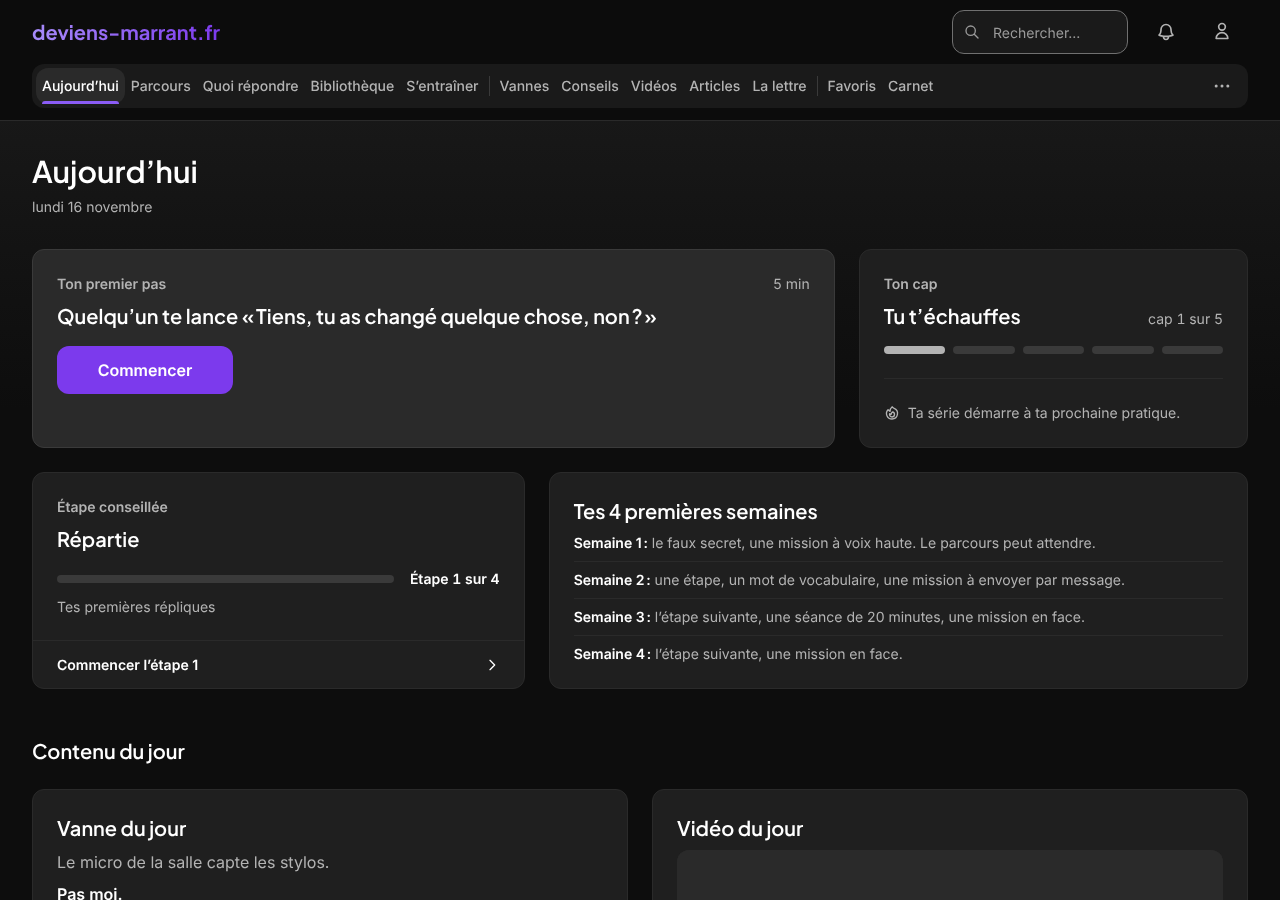 deviens-marrant.fr
Rechercher...
Aujourd’hui Parcours Quoi répondre Bibliothèque S’entraîner Vannes Conseils Vidéos Articles La lettre Favoris Carnet
Aujourd’hui
lundi 16 novembre
Ton premier pas 5 min
Quelqu’un te lance « Tiens, tu as changé quelque chose, non ? »
Commencer
Ton cap
Tu t’échauffes cap 1 sur 5
Ta série démarre à ta prochaine pratique.
Étape conseillée
Répartie
Étape 1 sur 4
Tes premières répliques
Commencer l’étape 1
Tes 4 premières semaines
Semaine 1 : le faux secret, une mission à voix haute. Le parcours peut attendre.
Semaine 2 : une étape, un mot de vocabulaire, une mission à envoyer par message.
Semaine 3 : l’étape suivante, une séance de 20 minutes, une mission en face.
Semaine 4 : l’étape suivante, une mission en face.
Contenu du jour
Vanne du jour
Le micro de la salle capte les stylos.
Pas moi.
Vidéo du jour